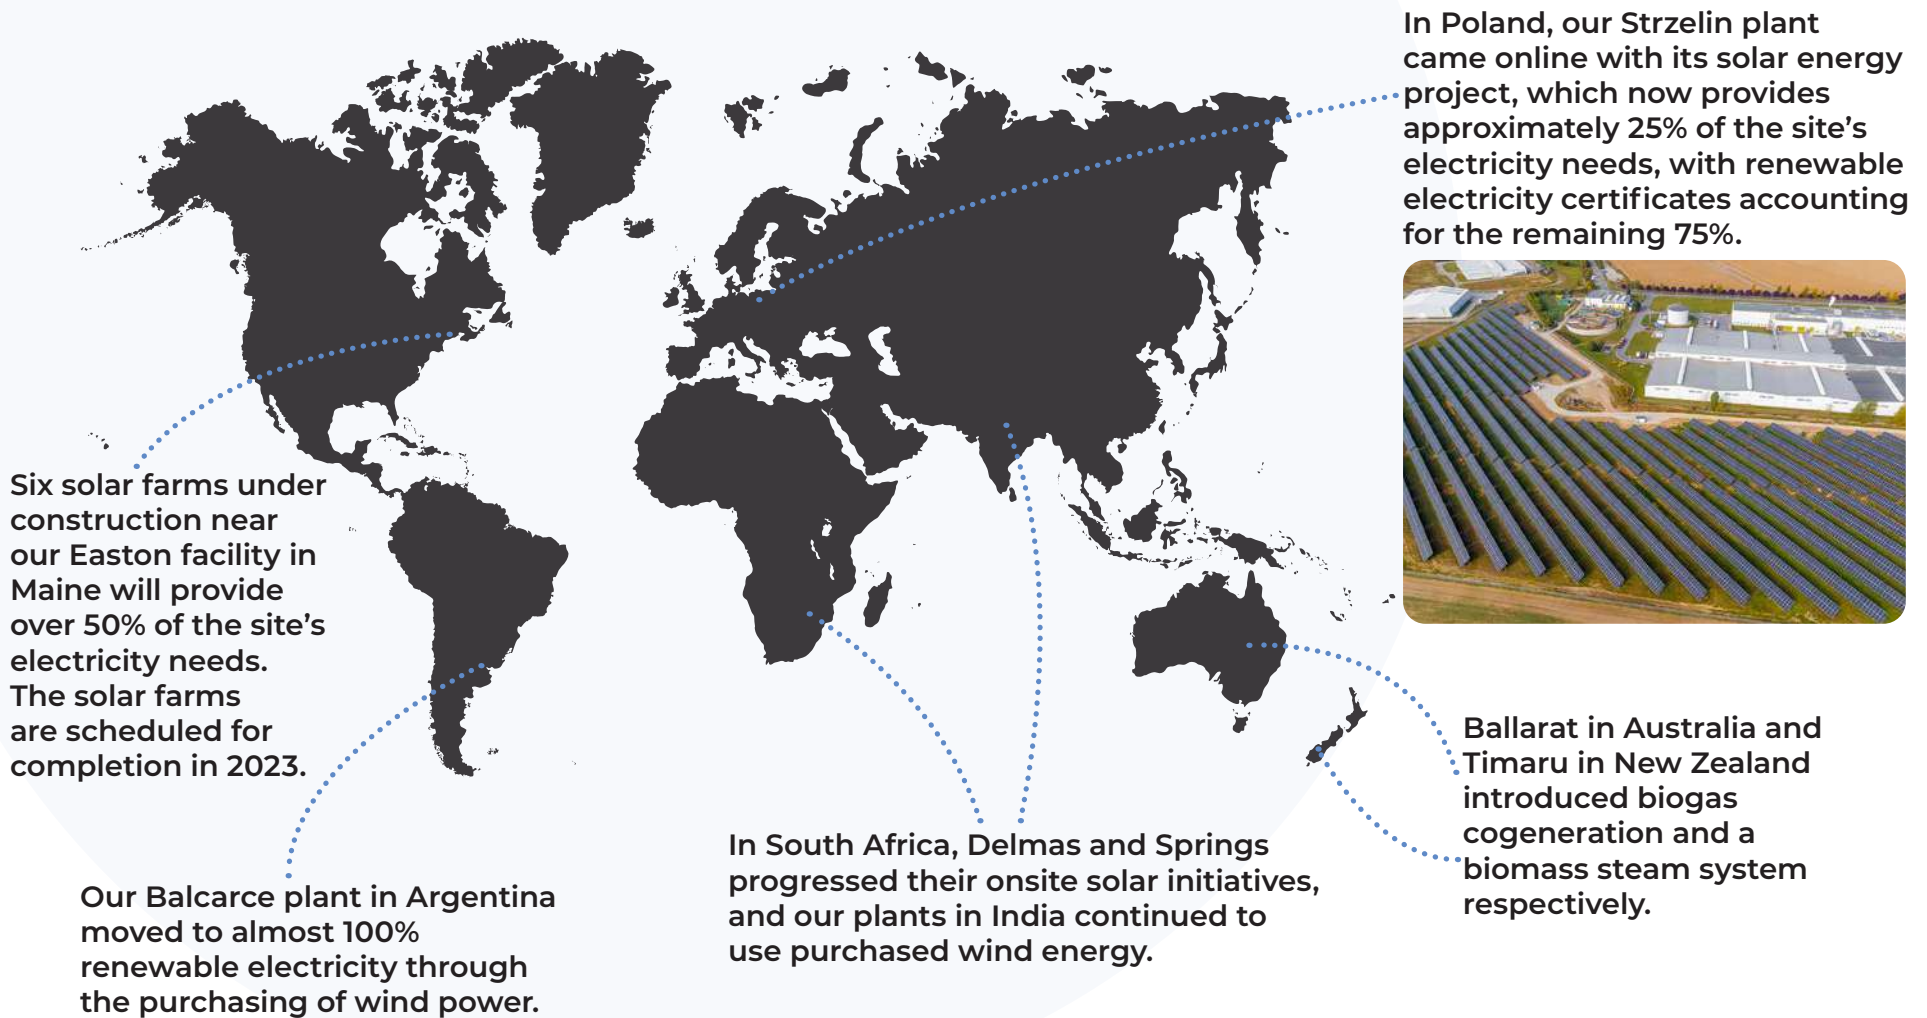 In Poland, our Strzelin plant
came online with its solar energy
project, which now provides
approximately 25% of the site’s
electricity needs, with renewable
electricity certificates accounting
for the remaining 75%.
Six solar farms under
construction near
our Easton facility in
Maine will provide
over 50% of the site’s
electricity needs.
The solar farms
are scheduled for
completion in 2023.
Our Balcarce plant in Argentina
moved to almost 100%
renewable electricity through
the purchasing of wind power.
In South Africa, Delmas and Springs
progressed their onsite solar initiatives,
and our plants in India continued to
use purchased wind energy.
Ballarat in Australia and
Timaru in New Zealand
introduced biogas
cogeneration and a
biomass steam system
respectively.